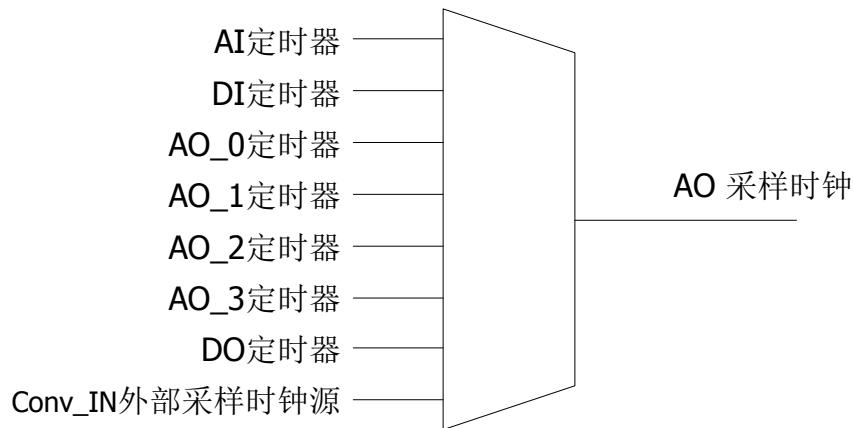 AI定时器
DI定时器
AO_0定时器
AO_1定时器
AO 采样时钟
AO_2定时器
AO_3定时器
DO定时器
Conv_IN外部采样时钟源